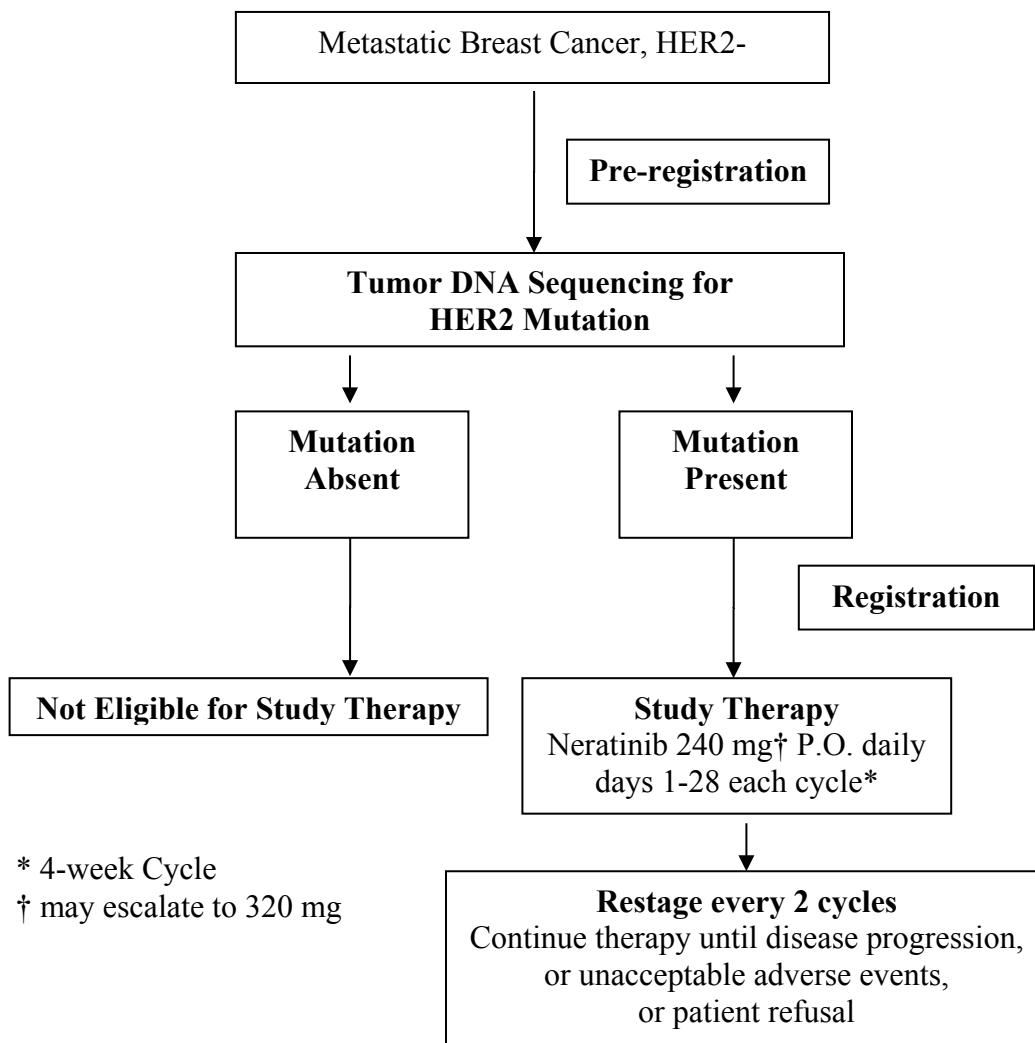 Metastatic Breast Cancer, HER2-
Pre-registration
Tumor DNA Sequencing for
HER2 Mutation
Mutation
Absent
Mutation
Present
Registration
Not Eligible for Study Therapy
Study Therapy
Neratinib 240 mg† P.O. daily
days 1-28 each cycle*
* 4-week Cycle
† may escalate to 320 mg
Restage every 2 cycles
Continue therapy until disease progression,
or unacceptable adverse events,
or patient refusal